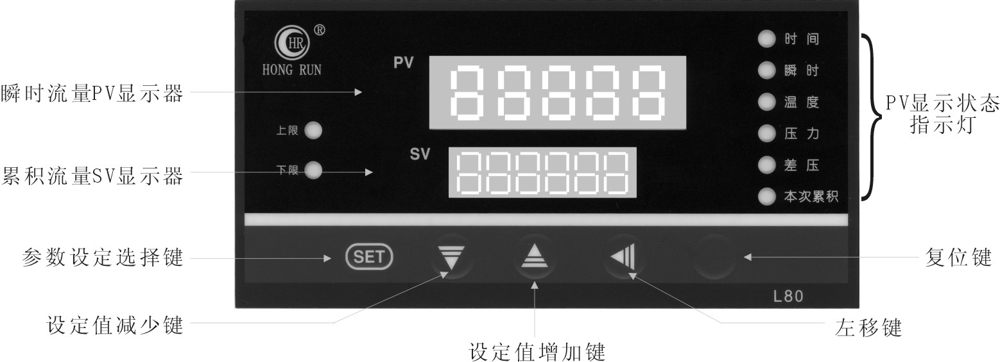 HR®
HONG RUN
PV
时间
瞬时
瞬时流量PV显示器
温度
PV显示状态
指示灯
上限
压力
SV
差压
下限
累积流量SV显示器
本次累积
参数设定选择键
SET
复位键
L80
设定值减少键
左移键
设定值增加键